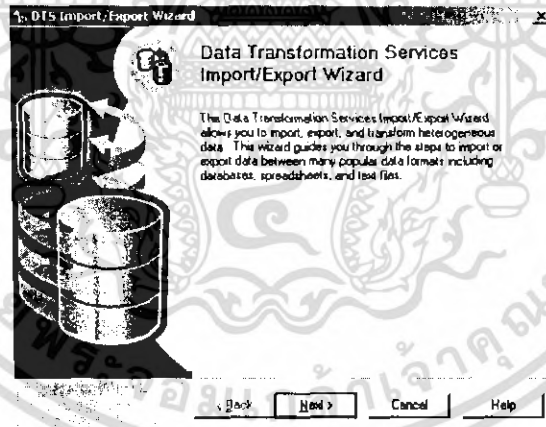 DTS Import/Export Wizard
Data Transformation Services
Import/Export Wizard
The Data Transformation Services Import/Export Wizard
allows you to import, export, and transform heterogeneous
data. This wizard guides you through the steps to import or
export data between many popular data formats including
databases, spreadsheets, and text files.
< Back
Next >
Cancel
Help